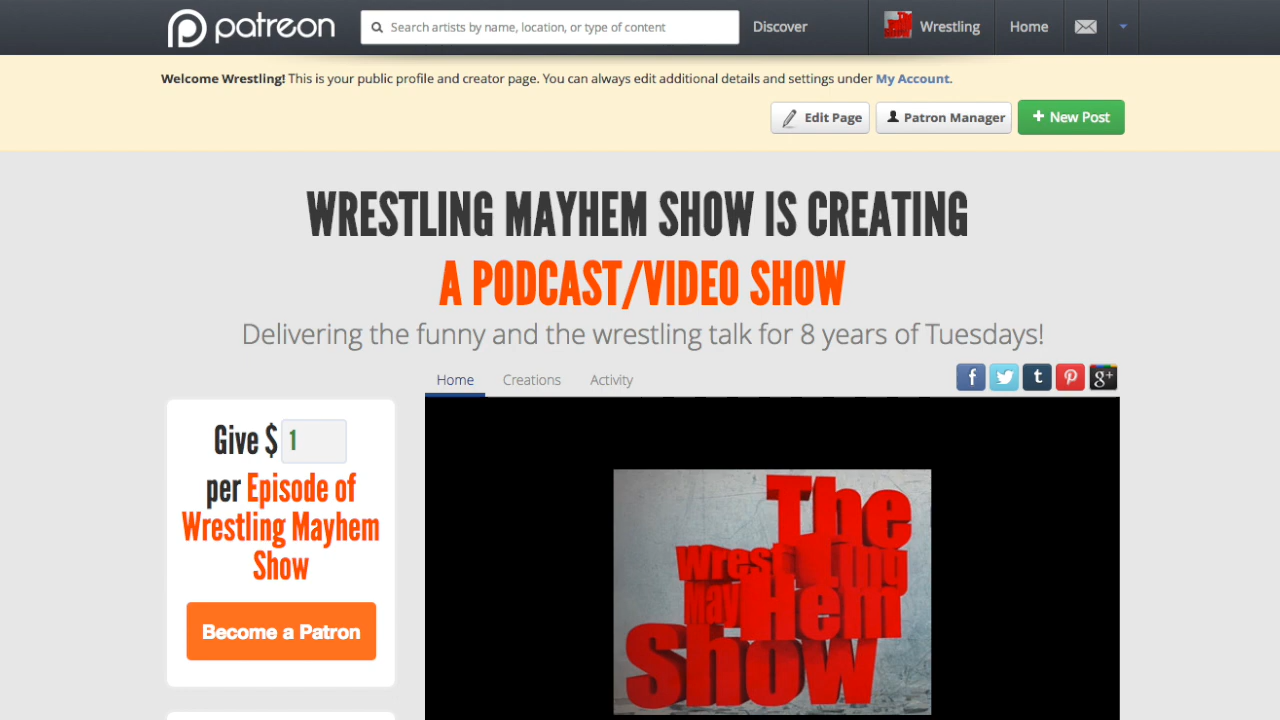 patreon
Search artists by name, location, or type of content
Discover
Wrestling
Home
Welcome Wrestling! This is your public profile and creator page. You can always edit additional details and settings under My Account.
Edit Page
Patron Manager
+ New Post
WRESTLING MAYHEM SHOW IS CREATING
A PODCAST/VIDEO SHOW
Delivering the funny and the wrestling talk for 8 years of Tuesdays!
Home
Creations
Activity
f
t
g+
Give $ 1
per Episode of
Wrestling Mayhem
Show
Become a Patron
The
Wrestling
MayHem
Show